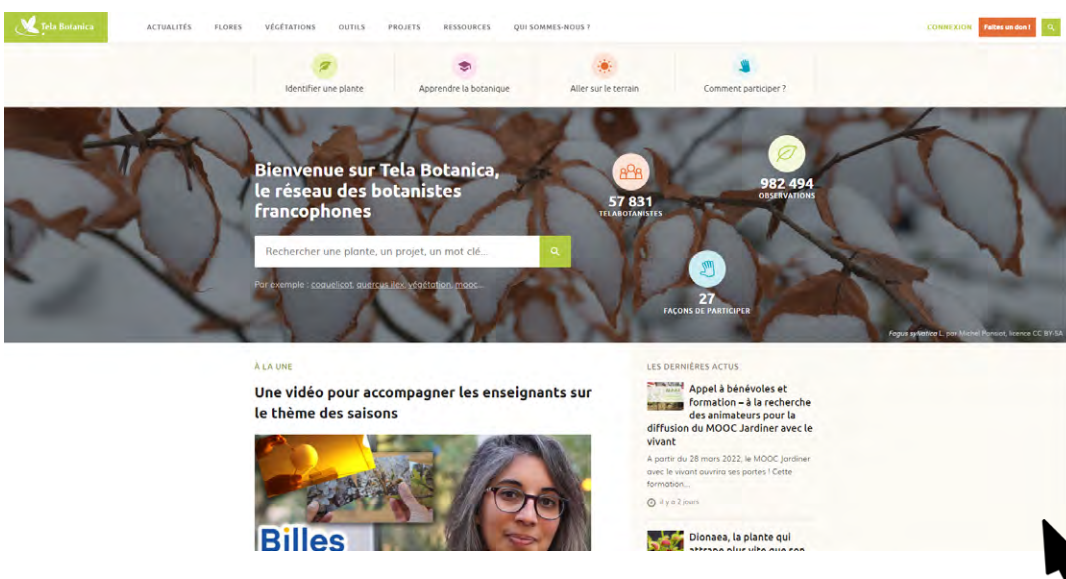 Tela Botanica
ACTUALITÉS FLORES VÉGÉTATIONS OUTILS PROJETS RESSOURCES QUI SOMMES-NOUS ?
CONNEXION Faites un don !
Identifier une plante
Apprendre la botanique
Aller sur le terrain
Comment participer ?
Bienvenue sur Tela Botanica,
le réseau des botanistes
francophones
Rechercher une plante, un projet, un mot clé...
Par exemple : coquelicot, quercus ilex, végétation, mooc...
57 831
TELABOTANISTES
982 494
OBSERVATIONS
27
FAÇONS DE PARTICIPER
Fagus sylvatica L. par Michel Pansiot, licence CC BY-SA
À LA UNE
Une vidéo pour accompagner les enseignants sur
le thème des saisons
Billes
LES DERNIÈRES ACTUS
Appel à bénévoles et
formation – à la recherche
des animateurs pour la
diffusion du MOOC Jardiner avec le
vivant
A partir du 28 mars 2022, le MOOC Jardiner
avec le vivant ouvrira ses portes ! Cette
formation...
il y a 2 jours
Dionaea, la plante qui
attrape plus vite que son